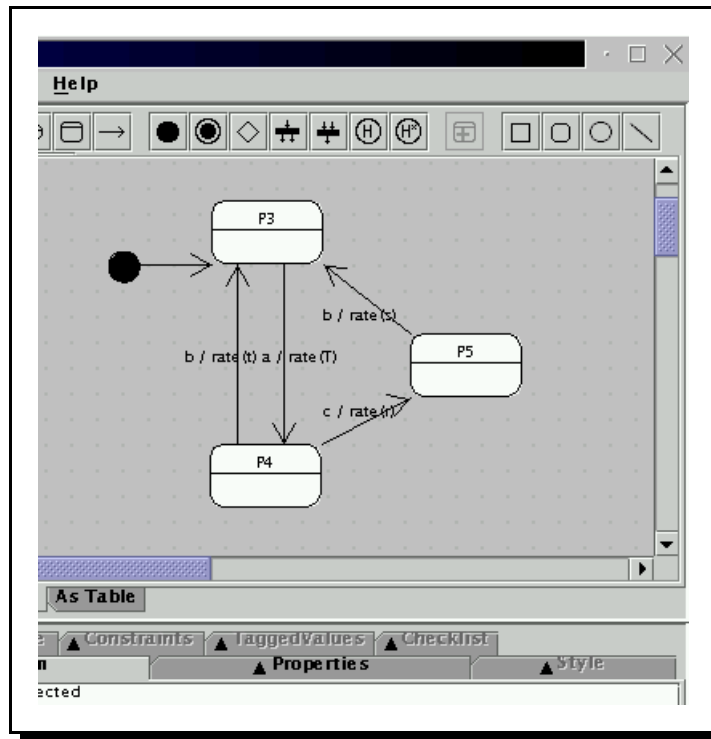 Help
H
H*
P3
b / rate(s)
P5
b / rate(t) a / rate(T)
c / rate(r)
P4
As Table
Constraints TaggedValues Checklist
Properties Style
ected